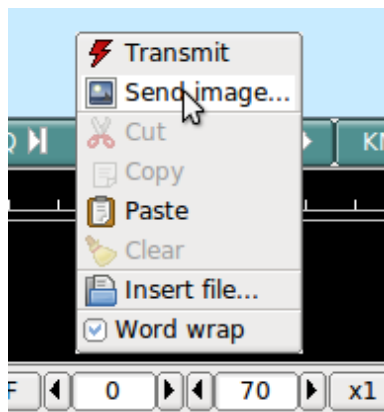 Transmit
Send image...
Cut
Copy
Paste
Clear
Insert file...
Word wrap
0 70 x1